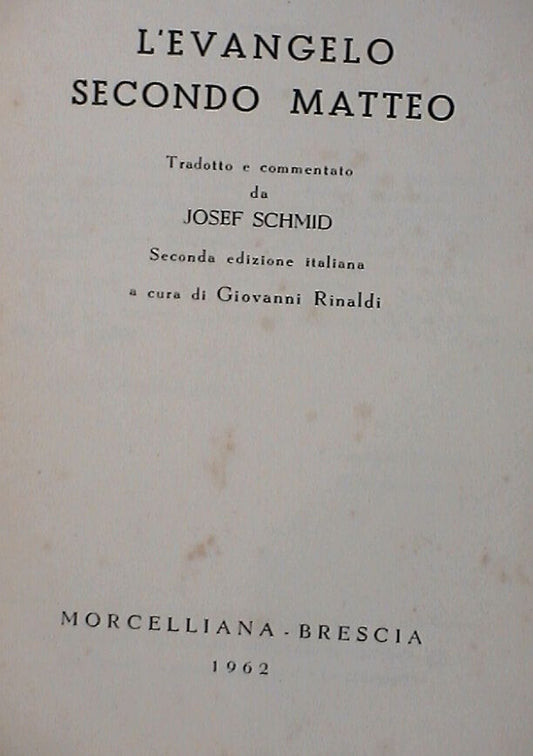 L'EVANGELO
SECONDO MATTEO
Tradotto e commentato
da
JOSEF SCHMID
Seconda edizione italiana
a cura di Giovanni Rinaldi
MORCELLIANA - BRESCIA
1962